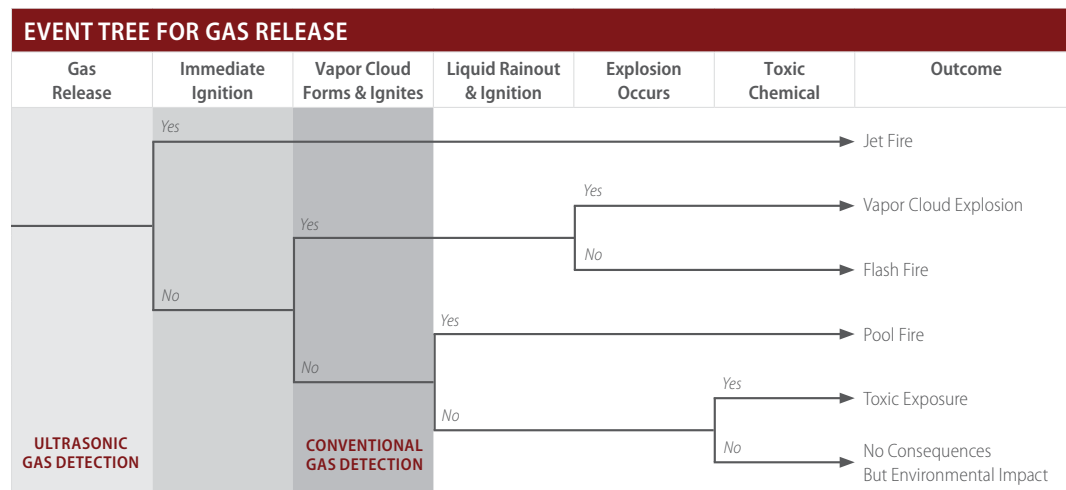 EVENT TREE FOR GAS RELEASE
Gas
Release
Immediate
Ignition
Vapor Cloud
Forms & Ignites
Liquid Rainout
& Ignition
Explosion
Occurs
Toxic
Chemical
Outcome
Yes
Jet Fire
Yes
Vapor Cloud Explosion
Yes
No
Flash Fire
No
Yes
Pool Fire
No
Yes
Toxic Exposure
No
No
No Consequences
But Environmental Impact
ULTRASONIC
GAS DETECTION
CONVENTIONAL
GAS DETECTION